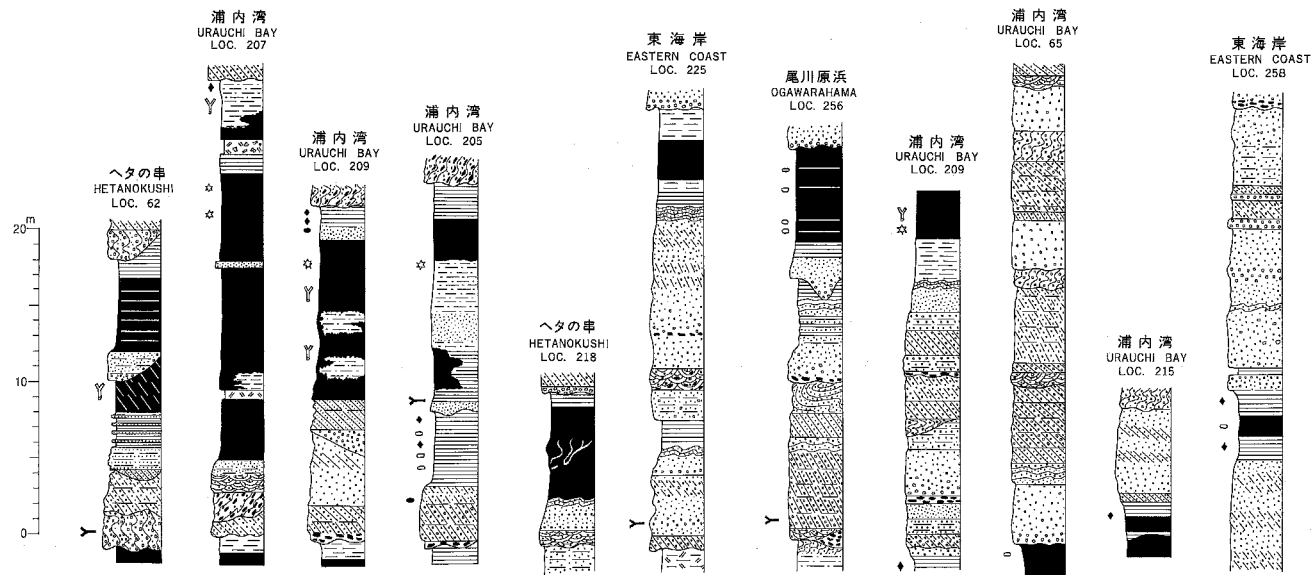 ヘタの串
HETANOKUSHI
LOC. 62
浦内湾
URAUCHI BAY
LOC. 207
浦内湾
URAUCHI BAY
LOC. 209
浦内湾
URAUCHI BAY
LOC. 205
ヘタの串
HETANOKUSHI
LOC. 218
東海岸
EASTERN COAST
LOC. 225
尾川原浜
OGAWARAHAMA
LOC. 256
浦内湾
URAUCHI BAY
LOC. 209
浦内湾
URAUCHI BAY
LOC. 65
浦内湾
URAUCHI BAY
LOC. 215
東海岸
EASTERN COAST
LOC. 258
m
20
10
0